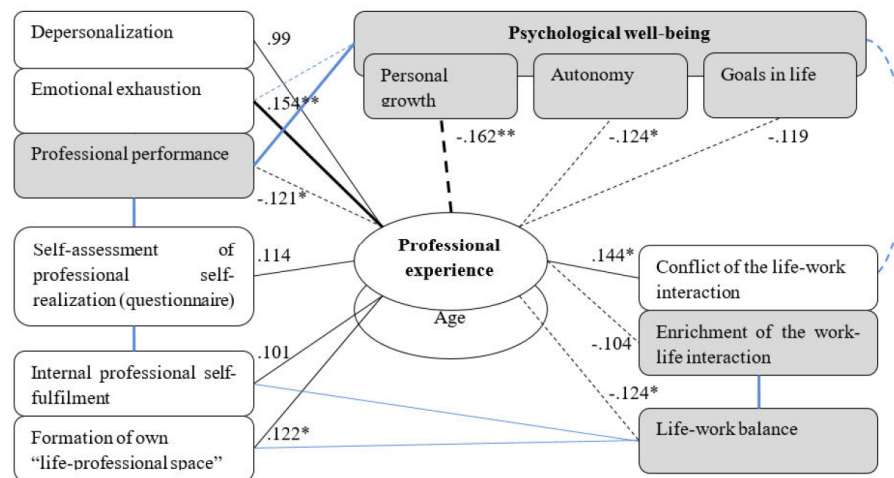 Depersonalization
.99
Psychological well-being
Emotional exhaustion
.154**
Personal
growth
Autonomy
Goals in life
Professional performance
-.162**
-.124*
-.119
-.121*
Self-assessment of
professional self-
realization (questionnaire)
.114
Professional
experience
.144*
Conflict of the life-work
interaction
Age
Enrichment of the work-
life interaction
-.104
.101
Internal professional self-
fulfilment
-.124*
Formation of own
“life-professional space”
.122*
Life-work balance